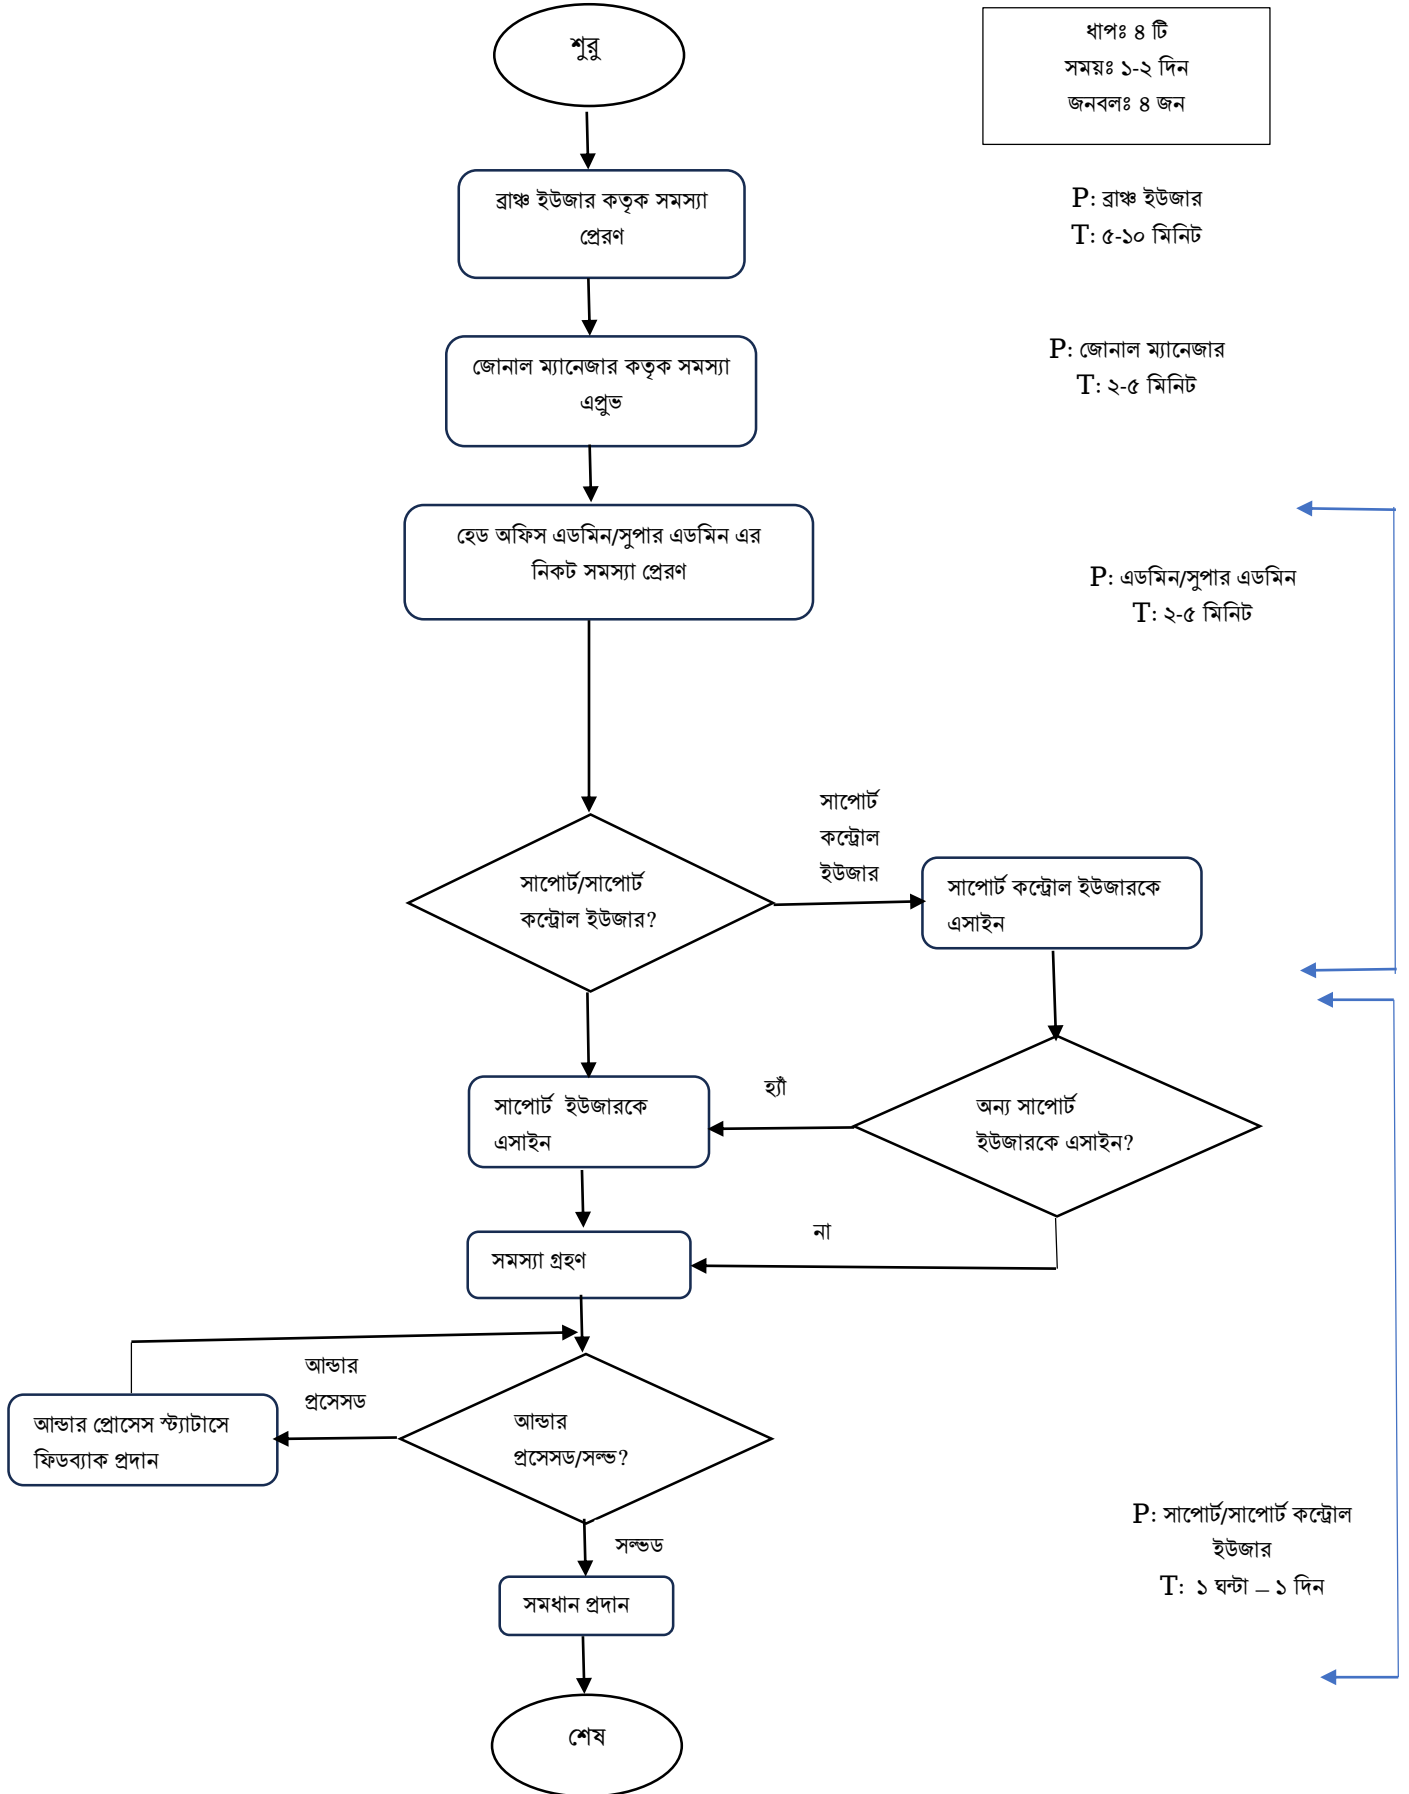 শুরু
ধাপঃ ৪ টি
সময়ঃ ১-২ দিন
জনবলঃ ৪ জন
ব্রাঞ্চ ইউজার কতৃক সমস্যা
প্রেরণ
P: ব্রাঞ্চ ইউজার
T: ৫-১০ মিনিট
জোনাল ম্যানেজার কতৃক সমস্যা
এপ্রুভ
P: জোনাল ম্যানেজার
T: ২-৫ মিনিট
হেড অফিস এডমিন/সুপার এডমিন এর
নিকট সমস্যা প্রেরণ
P: এডমিন/সুপার এডমিন
T: ২-৫ মিনিট
সাপোর্ট/সাপোর্ট
কন্ট্রোল ইউজার?
সাপোর্ট
কন্ট্রোল
ইউজার
সাপোর্ট কন্ট্রোল ইউজারকে
এসাইন
সাপোর্ট ইউজারকে
এসাইন
হ্যাঁ
অন্য সাপোর্ট
ইউজারকে এসাইন?
না
সমস্যা গ্রহণ
আন্ডার
প্রসেসড
আন্ডার প্রোসেস স্ট্যাটাসে
ফিডব্যাক প্রদান
আন্ডার
প্রসেসড/সল্ভ?
সল্ভড
P: সাপোর্ট/সাপোর্ট কন্ট্রোল
ইউজার
T: ১ ঘন্টা – ১ দিন
সমধান প্রদান
শেষ